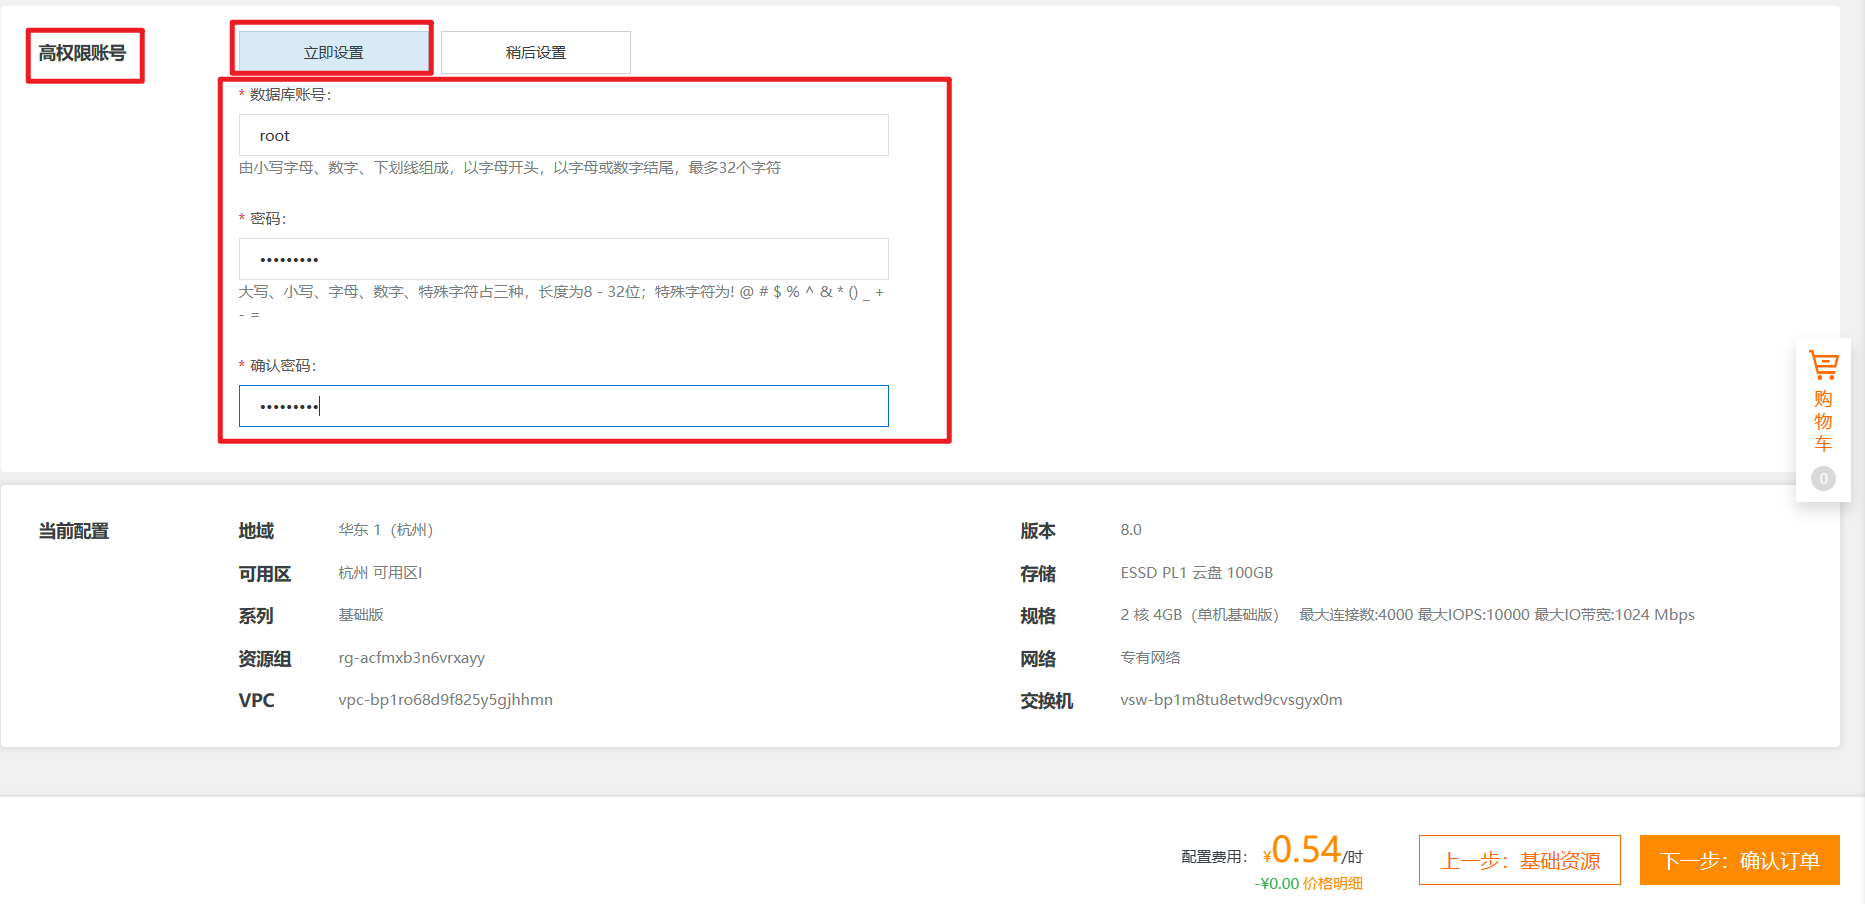 高权限账号
立即设置
稍后设置
* 数据库账号：
root
由小写字母、数字、下划线组成，以字母开头，以字母或数字结尾，最多32个字符
* 密码：
•••••••••
大写、小写、字母、数字、特殊字符占三种，长度为8 - 32位；特殊字符为! @ # $ % ^ & * () _ +
- =
* 确认密码：
•••••••••
购
物
车
0
当前配置
地域 华东 1（杭州） 版本 8.0
可用区 杭州 可用区I 存储 ESSD PL1 云盘 100GB
系列 基础版 规格 2 核 4GB（单机基础版） 最大连接数:4000 最大IOPS:10000 最大IO带宽:1024 Mbps
资源组 rg-acfmxb3n6vrxayy 网络 专有网络
VPC vpc-bp1ro68d9f825y5gjhhmn 交换机 vsw-bp1m8tu8etwd9cvsgyx0m
配置费用： ¥0.54/时
-¥0.00 价格明细
上一步：基础资源
下一步：确认订单